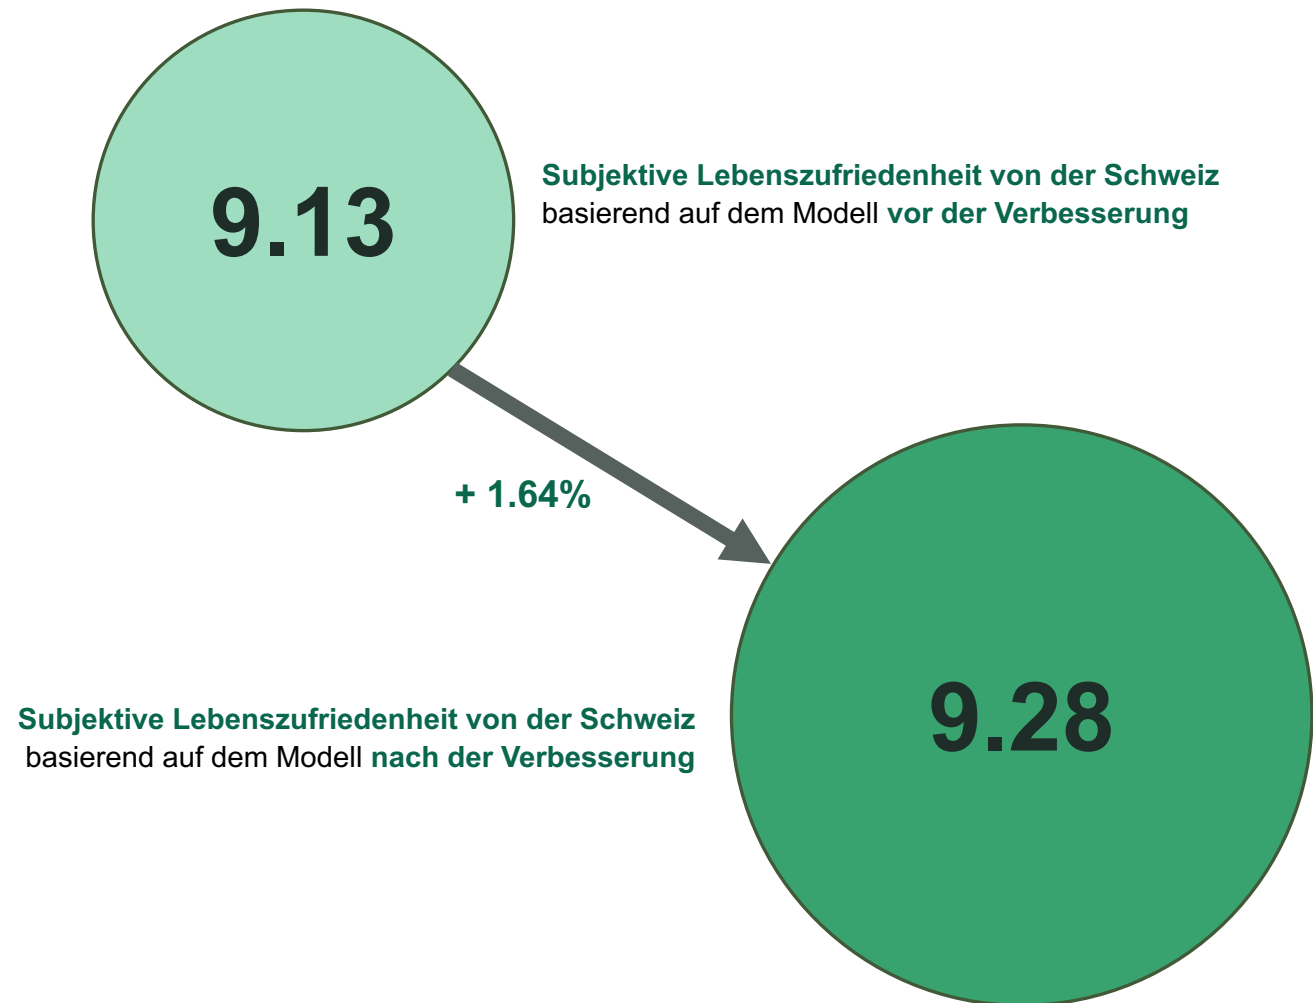 9.13
Subjektive Lebenszufriedenheit von der Schweiz
basierend auf dem Modell vor der Verbesserung
+ 1.64%
Subjektive Lebenszufriedenheit von der Schweiz
basierend auf dem Modell nach der Verbesserung
9.28